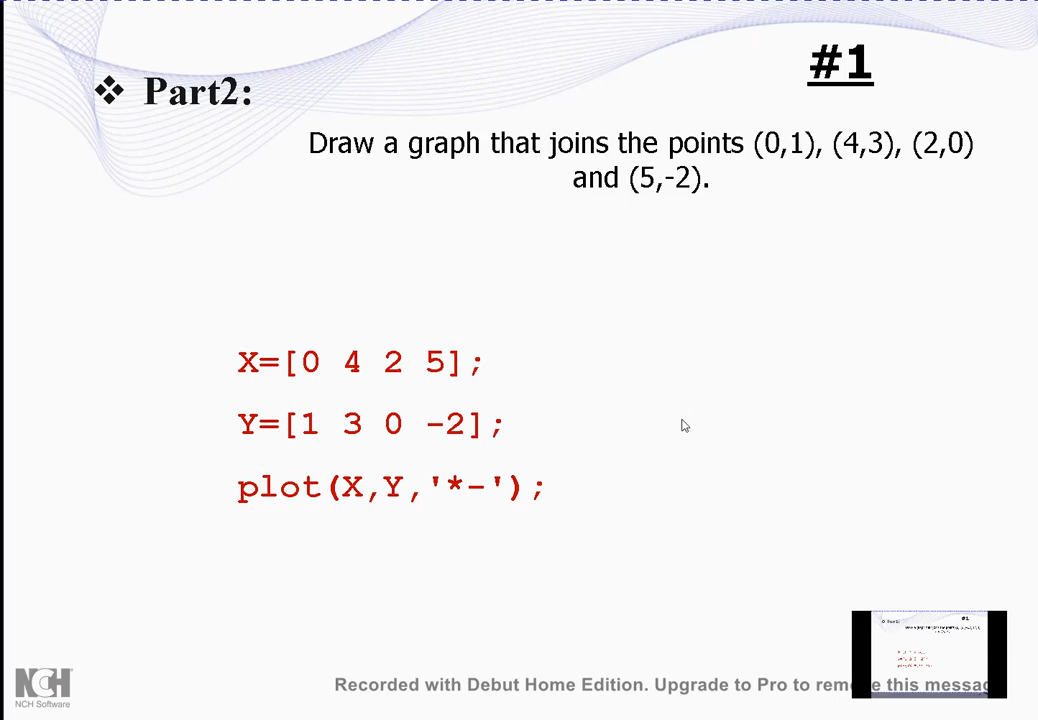 #1
❖ Part2:
Draw a graph that joins the points (0,1), (4,3), (2,0)
and (5,-2).
X=[0 4 2 5];
Y=[1 3 0 -2];
plot(X,Y,'*-');
NCH
NCH Software
Recorded with Debut Home Edition. Upgrade to Pro to remove this messag